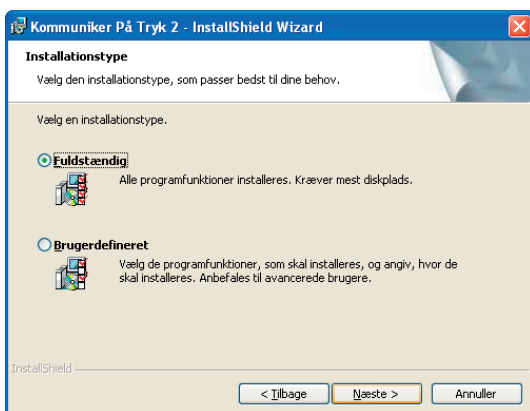 Kommuniker På Tryk 2 - InstallShield Wizard
Installationstype
Vælg den installationstype, som passer bedst til dine behov.
Vælg en installationstype.
Fuldstændig
Alle programfunktioner installeres. Kræver mest diskplads.
Brugerdefineret
Vælg de programfunktioner, som skal installeres, og angiv, hvor de
skal installeres. Anbefales til avancerede brugere.
InstallShield
< Tilbage
Næste >
Annuller